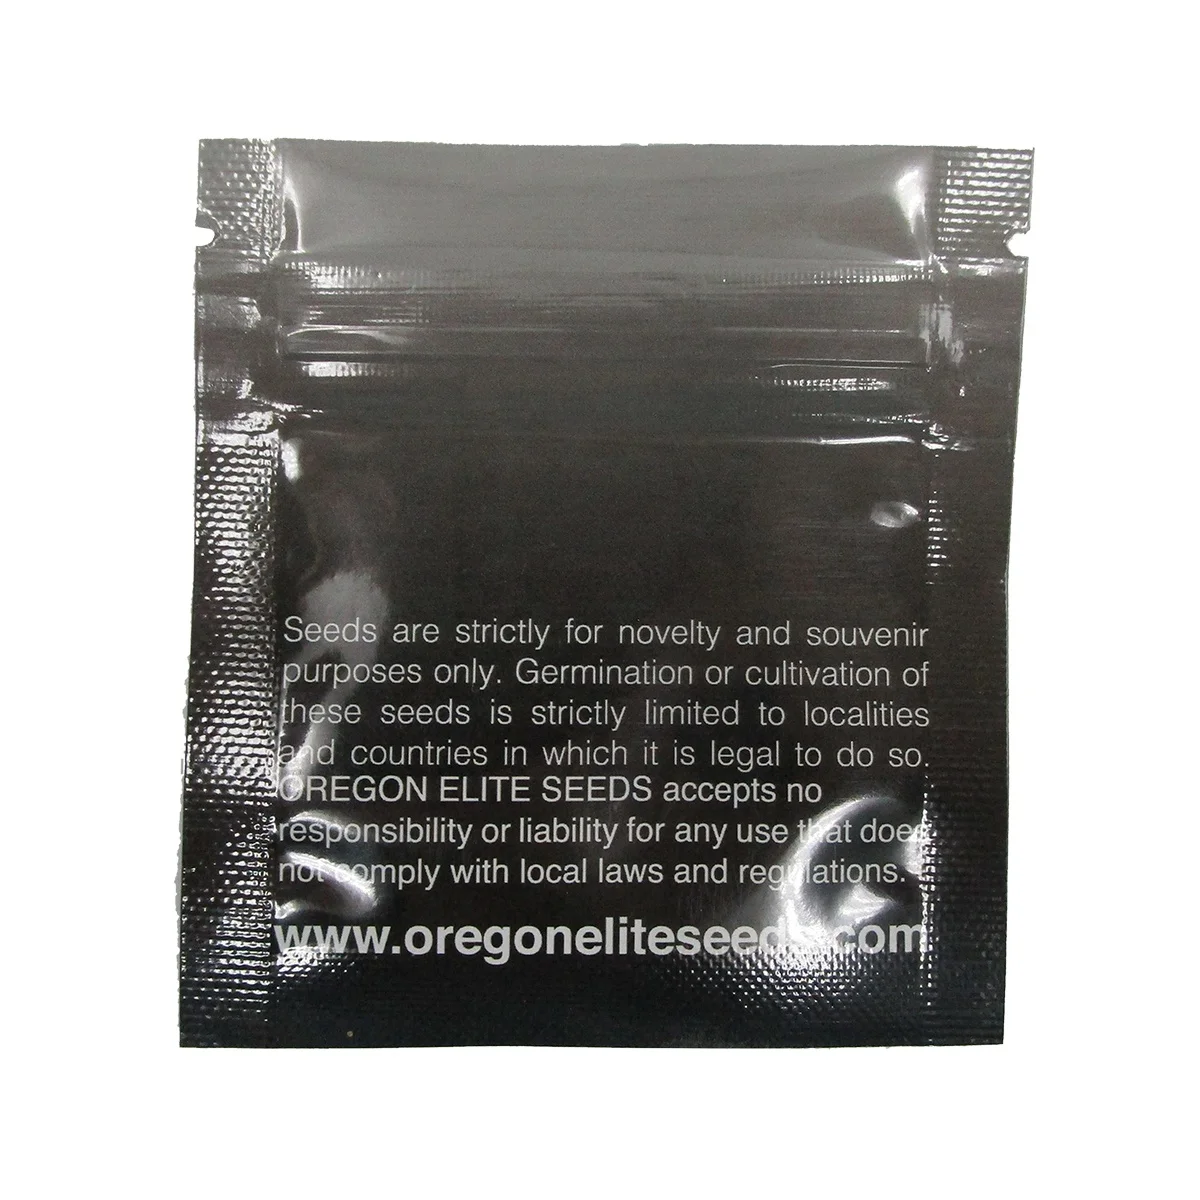 Seeds are strictly for novelty and souvenir
purposes only. Germination or cultivation of
these seeds is strictly limited to localities
and countries in which it is legal to do so.
OREGON ELITE SEEDS accepts no
responsibility or liability for any use that does
not comply with local laws and regulations.
www.oregoneliteseeds.com